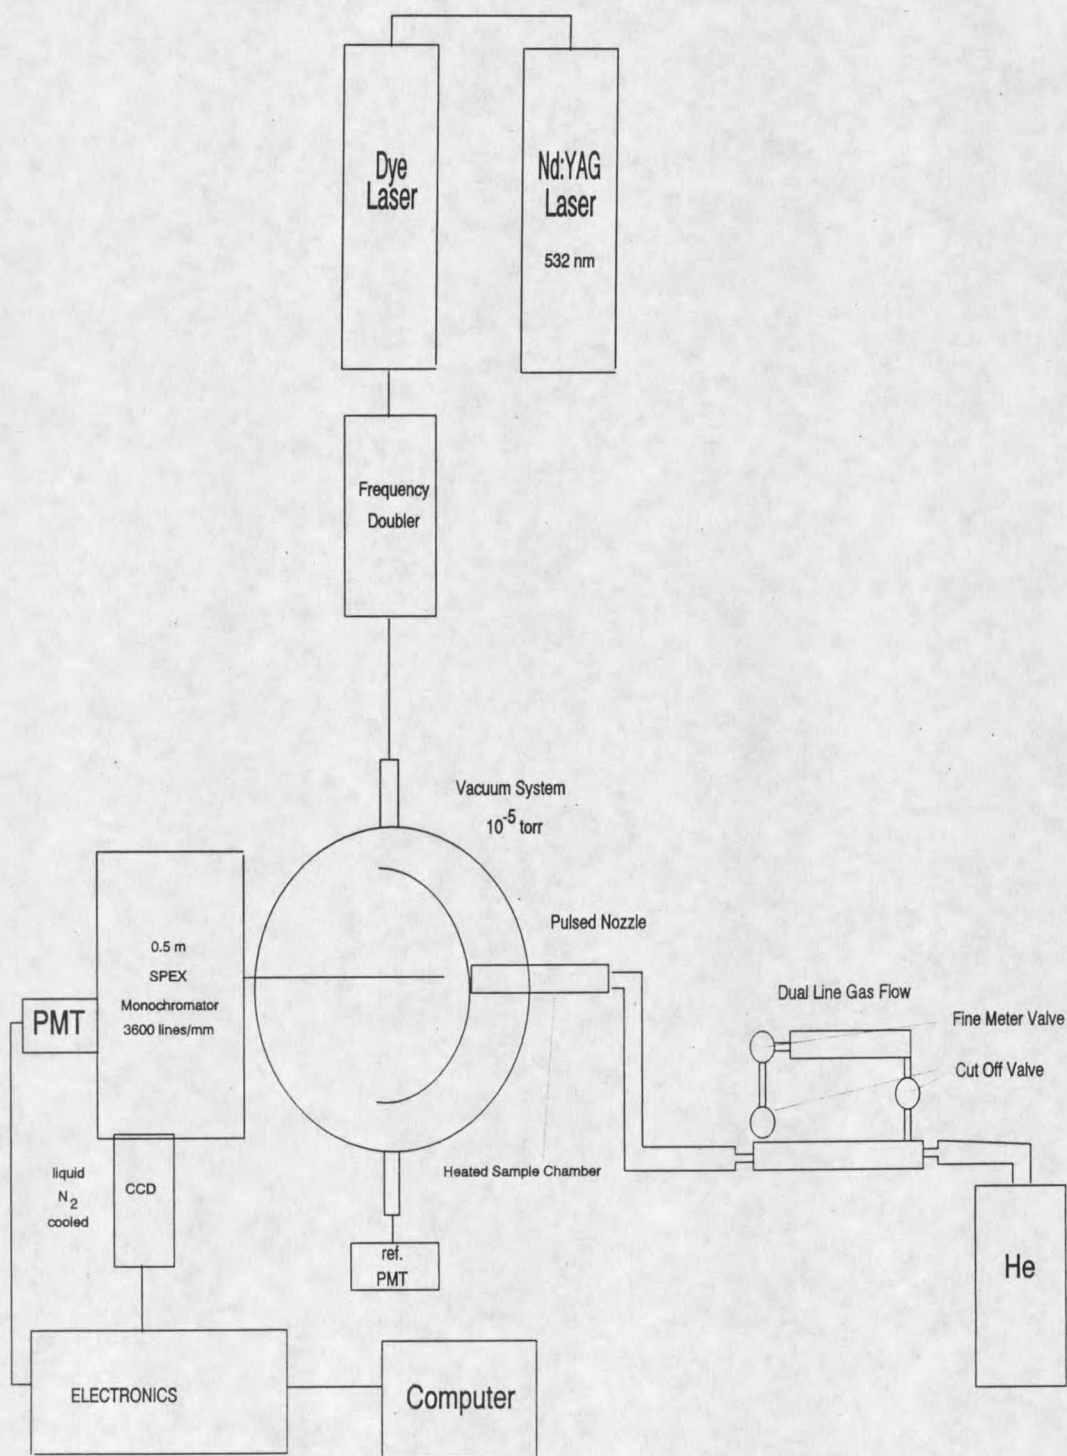 Dye
Laser
Nd:YAG
Laser
532 nm
Frequency
Doubler
Vacuum System
10-5 torr
Pulsed Nozzle
0.5 m
SPEX
Monochromator
3600 lines/mm
PMT
Dual Line Gas Flow
Fine Meter Valve
Cut Off Valve
Heated Sample Chamber
liquid
N2
cooled
CCD
ref.
PMT
He
ELECTRONICS
Computer